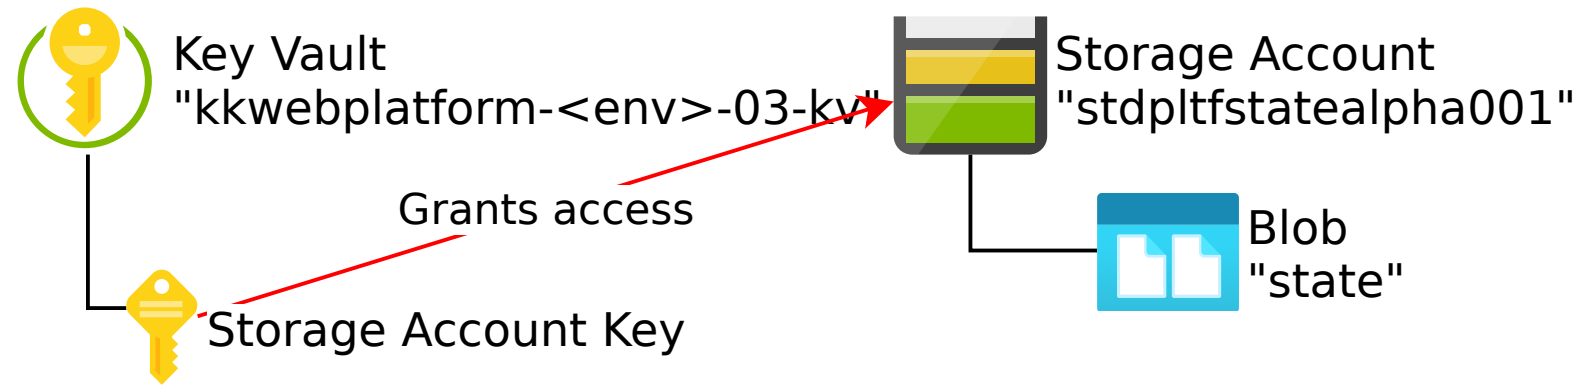 Key Vault
"kkwebplatform-<env>-03-kv"
Storage Account
"stdpltfstatealpha001"
Grants access
Blob
"state"
Storage Account Key